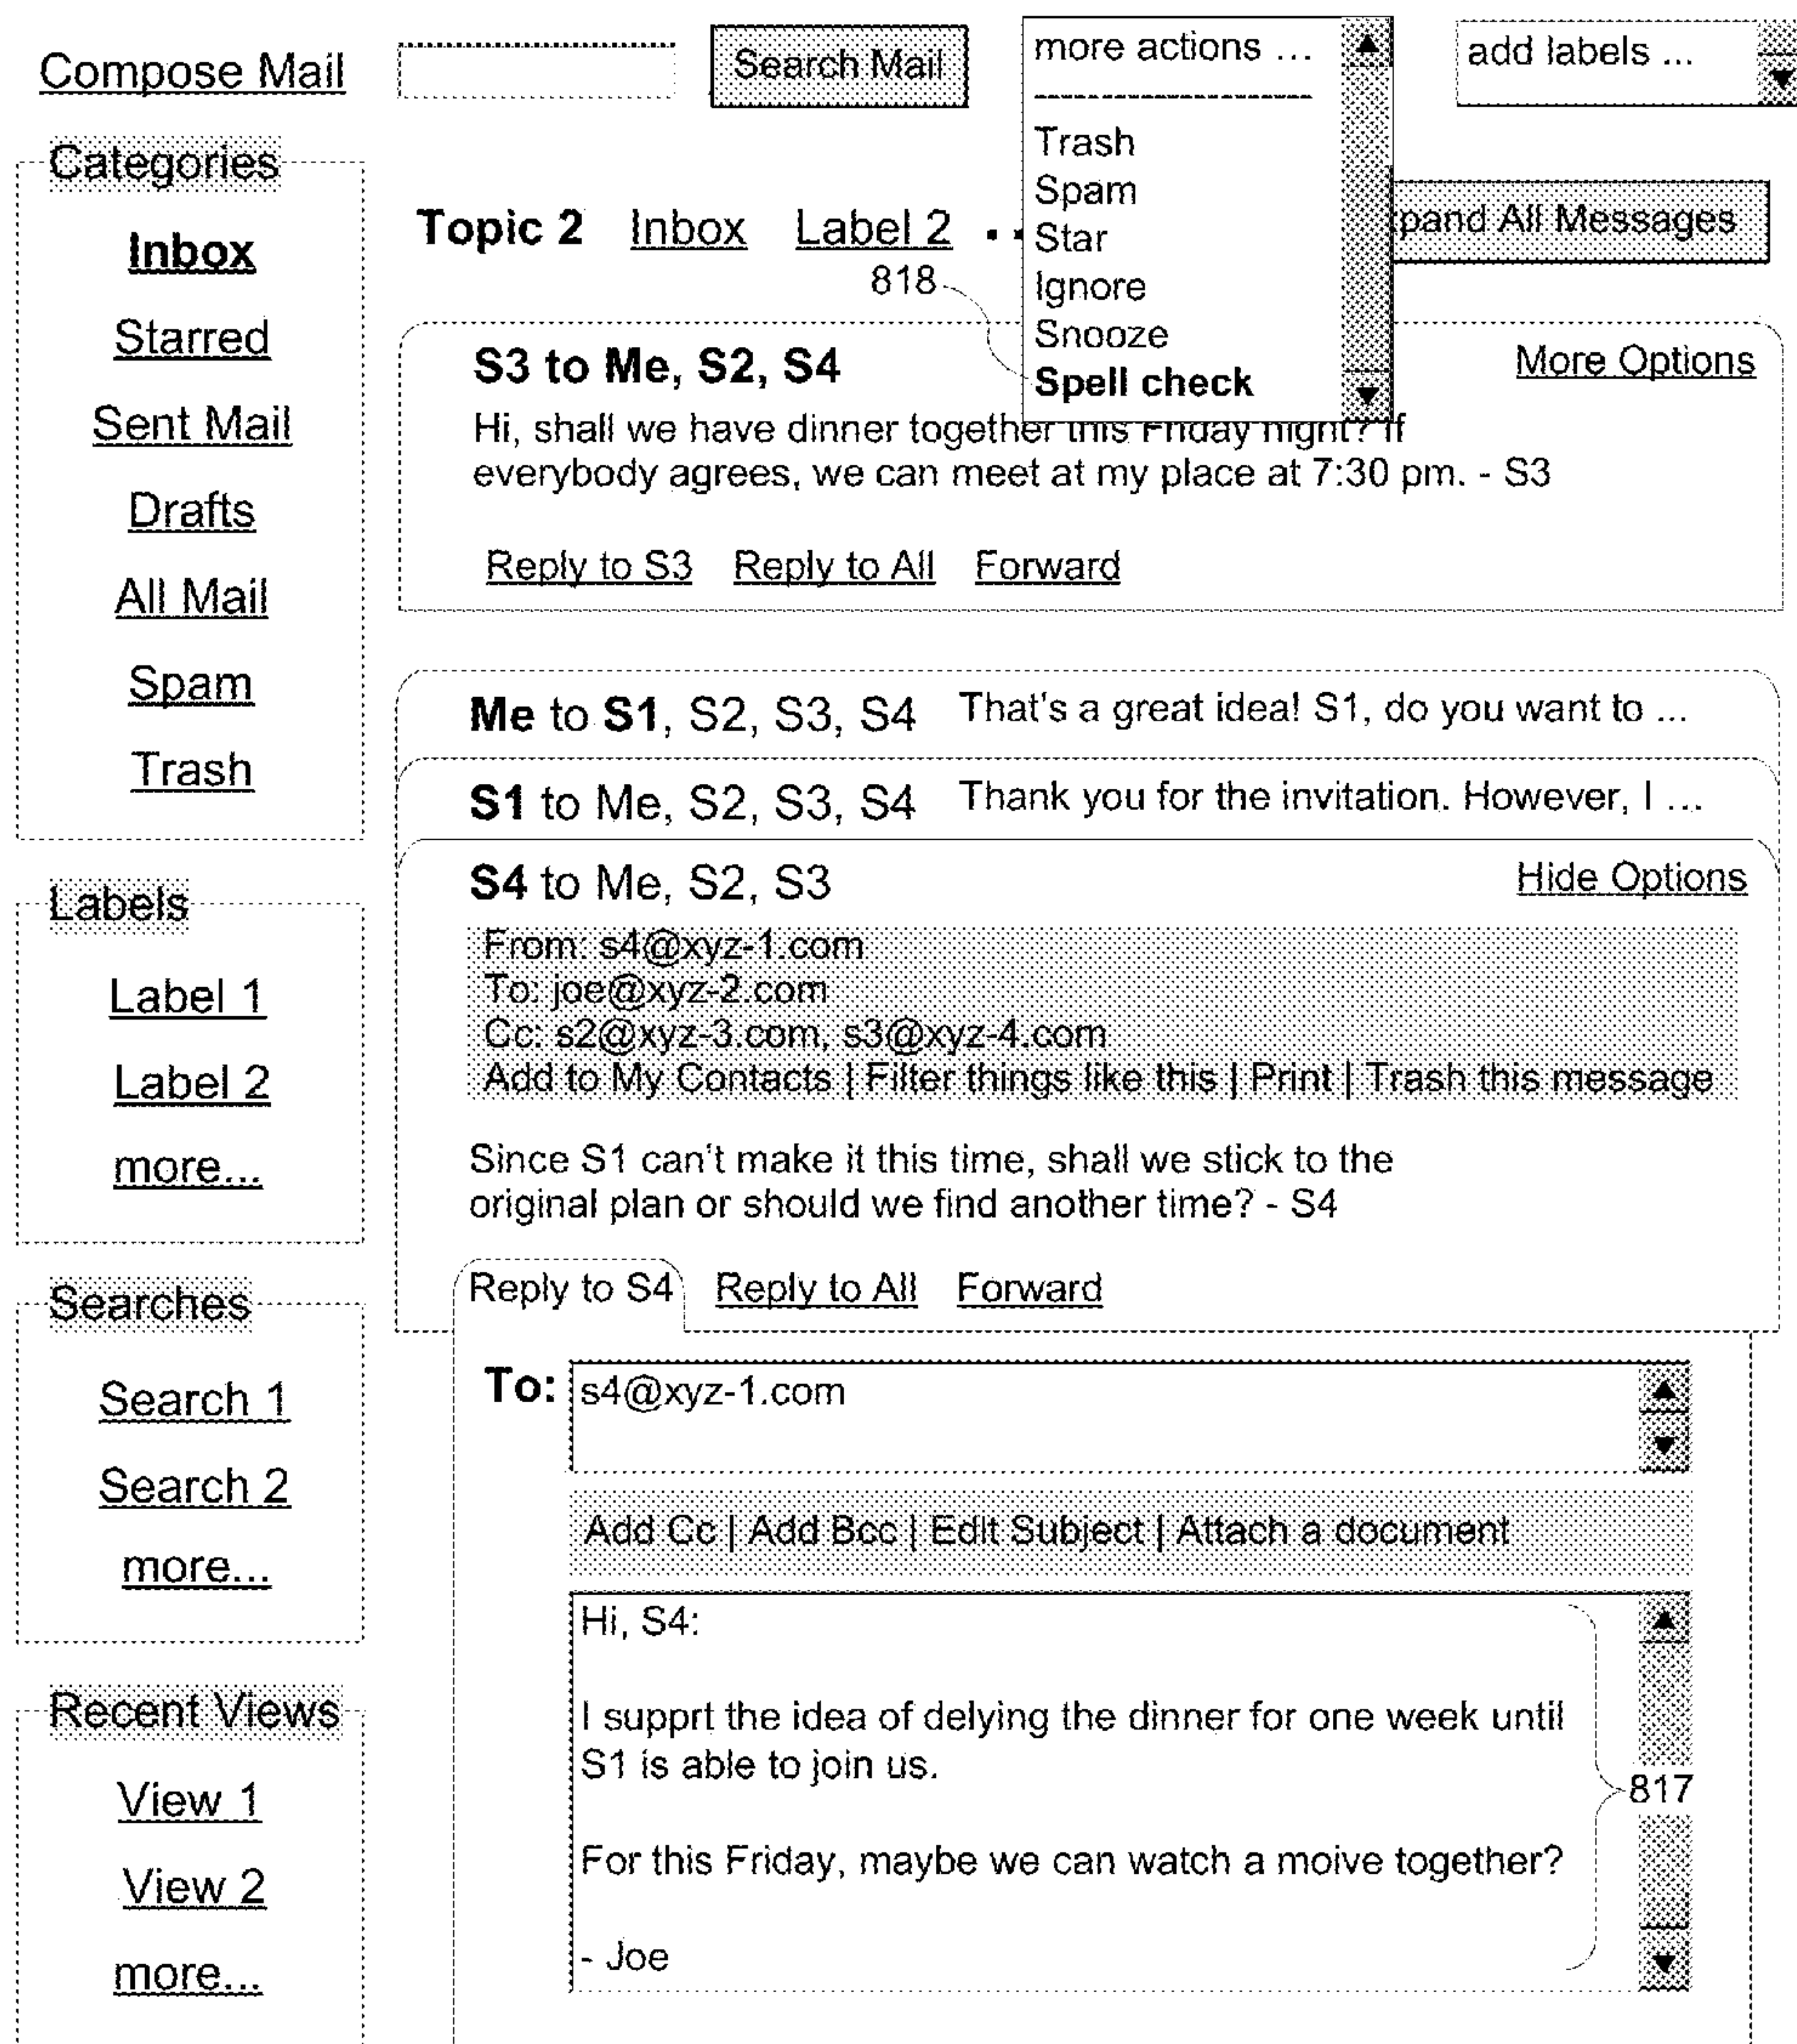 Compose Mail
Search Mail
more actions ...
Trash
Spam
Star
Ignore
Snooze
Spell check
add labels ...
Categories
Inbox
Starred
Sent Mail
Drafts
All Mail
Spam
Trash
Labels
Label 1
Label 2
more...
Searches
Search 1
Search 2
more...
Recent Views
View 1
View 2
more...
Topic 2 Inbox Label 2
pand All Messages
818
S3 to Me, S2, S4
More Options
Hi, shall we have dinner together this Friday night? If
everybody agrees, we can meet at my place at 7:30 pm. - S3
Reply to S3 Reply to All Forward
Me to S1, S2, S3, S4 That's a great idea! S1, do you want to ...
S1 to Me, S2, S3, S4 Thank you for the invitation. However, I ...
S4 to Me, S2, S3
Hide Options
From: s4@xyz-1.com
To: joe@xyz-2.com
Cc: s2@xyz-3.com, s3@xyz-4.com
Add to My Contacts | Filter things like this | Print | Trash this message
Since S1 can't make it this time, shall we stick to the
original plan or should we find another time? - S4
Reply to S4 Reply to All Forward
To: s4@xyz-1.com
Add Cc | Add Bcc | Edit Subject | Attach a document
Hi, S4:
I supprt the idea of delying the dinner for one week until
S1 is able to join us.
817
For this Friday, maybe we can watch a moive together?
- Joe